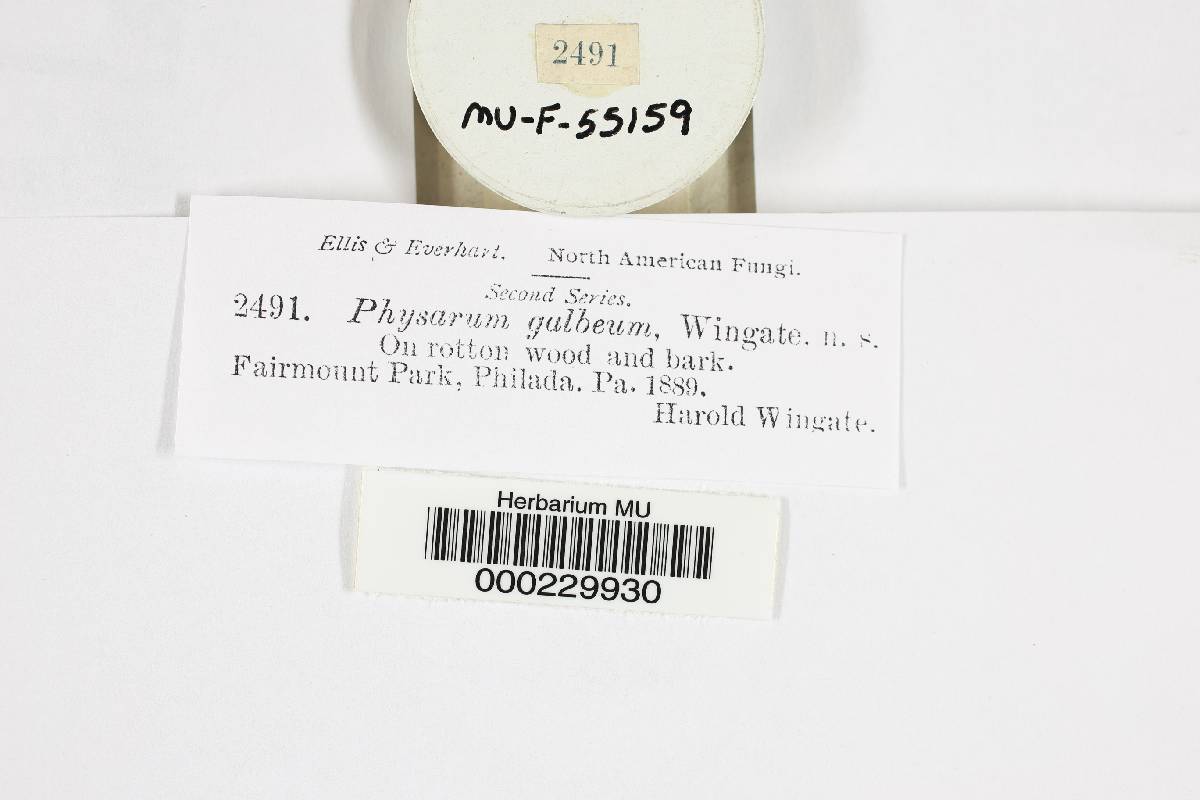 2491
MU-F-55159
Ellis & Everhart. North American Fungi.
Second Series.
2491. Physarum gulbeum, Wingate. n. s.
On rotton wood and bark.
Fairmount Park, Philada. Pa. 1889.
Harold Wingate.
Herbarium MU
000229930